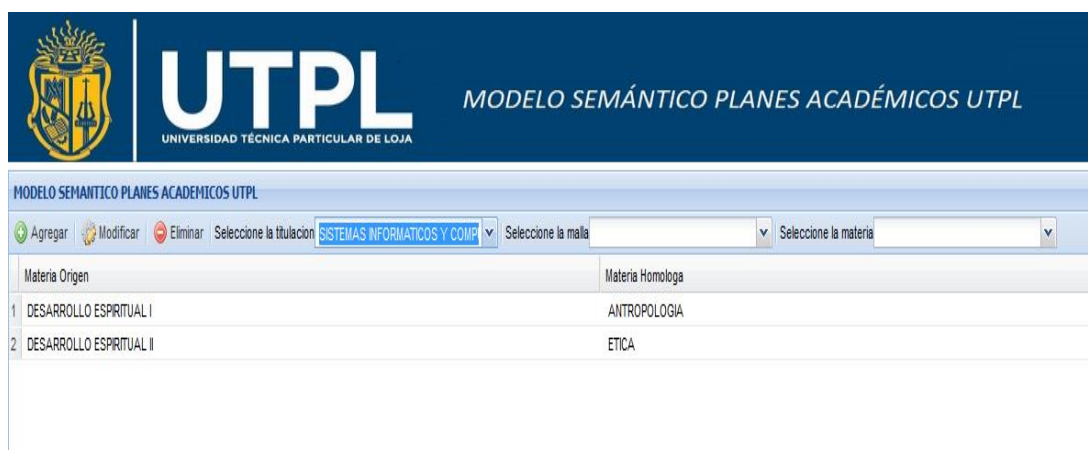 UTPL
UNIVERSIDAD TÉCNICA PARTICULAR DE LOJA
MODELO SEMÁNTICO PLANES ACADÉMICOS UTPL
MODELO SEMANTICO PLANES ACADEMICOS UTPL
Agregar Modificar Eliminar Seleccione la titulacion SISTEMAS INFORMATICOS Y COMP Seleccione la malla Seleccione la materia
Materia Origen Materia Homologa
1 DESARROLLO ESPIRITUAL I ANTROPOLOGIA
2 DESARROLLO ESPIRITUAL II ETICA